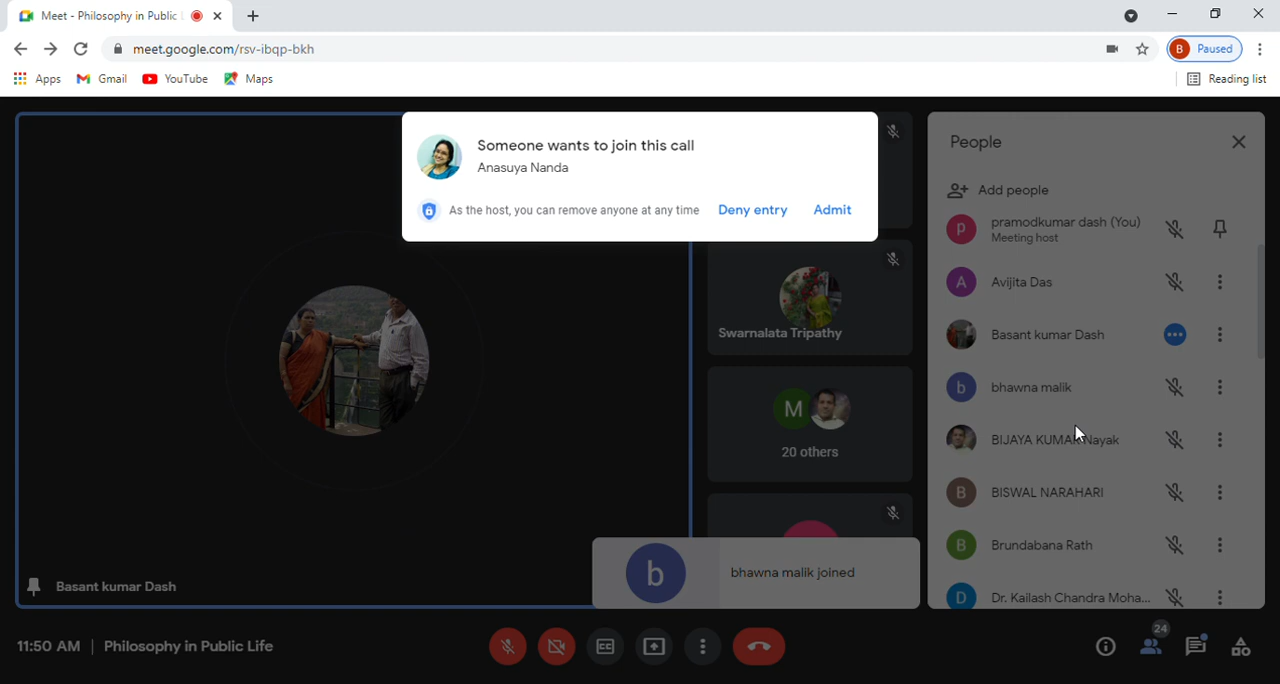 Meet - Philosophy in Public
meet.google.com/rsv-ibqp-bkh
B Paused
Apps Gmail YouTube Maps Reading list
Someone wants to join this call
Anasuya Nanda
As the host, you can remove anyone at any time Deny entry Admit
People
Add people
P pramodkumar dash (You)
Meeting host
A Avijita Das
Basant kumar Dash
b bhawna malik
BIJAYA KUMAR Nayak
B BISWAL NARAHARI
B Brundabana Rath
D Dr. Kailash Chandra Moha...
Swarnalata Tripathy
M
20 others
b bhawna malik joined
Basant kumar Dash
11:50 AM | Philosophy in Public Life
CC
24